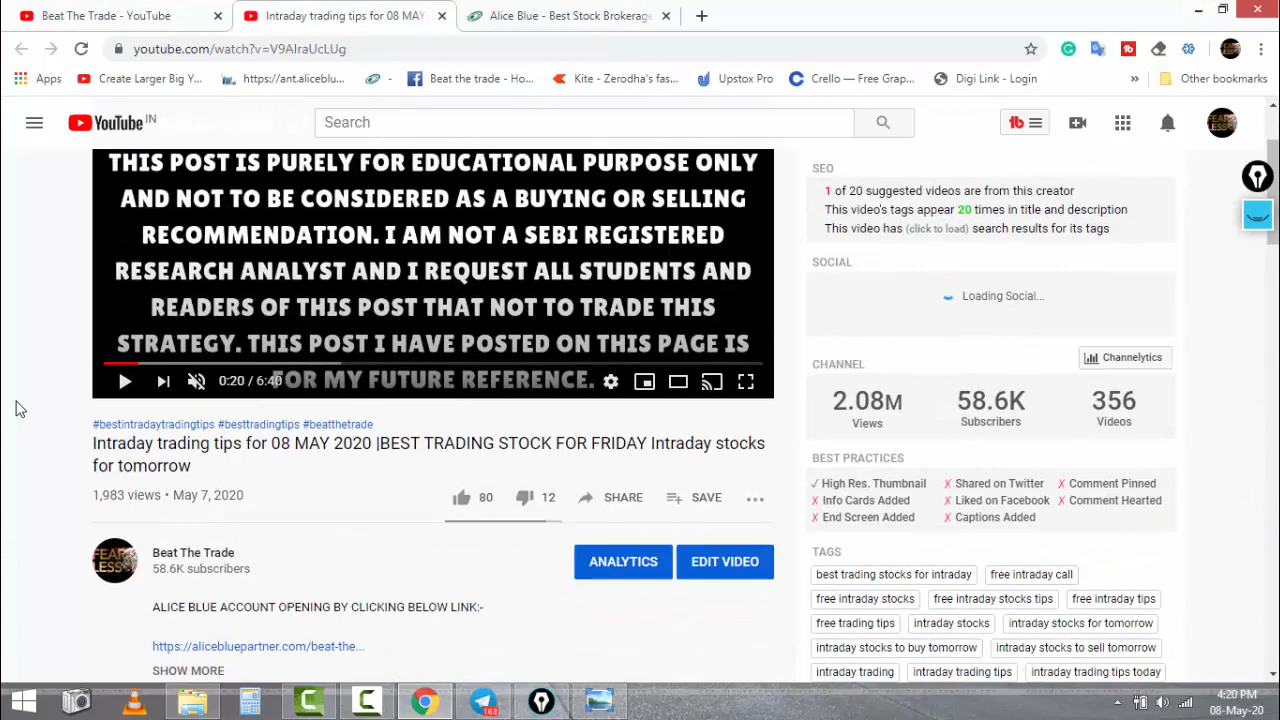 Beat The Trade - YouTube
Intraday trading tips for 08 MAY
Alice Blue - Best Stock Brokerage
youtube.com/watch?v=V9AIraUcLUg
Apps
Create Larger Big Y...
https://ant.aliceblu...
-
Beat the trade - Ho...
Kite - Zerodha's fas...
Upstox Pro
Crello — Free Grap...
Digi Link - Login
»
Other bookmarks
YouTube IN
Search
tb
THIS POST IS PURELY FOR EDUCATIONAL PURPOSE ONLY
AND NOT TO BE CONSIDERED AS A BUYING OR SELLING
RECOMMENDATION. I AM NOT A SEBI REGISTERED
RESEARCH ANALYST AND I REQUEST ALL STUDENTS AND
READERS OF THIS POST THAT NOT TO TRADE THIS
STRATEGY. THIS POST I HAVE POSTED ON THIS PAGE IS
FOR MY FUTURE REFERENCE.
0:20 / 6:40
#bestintradaytradingtips #besttradingtips #beatthetrade
Intraday trading tips for 08 MAY 2020 |BEST TRADING STOCK FOR FRIDAY Intraday stocks
for tomorrow
1,983 views • May 7, 2020
80
12
SHARE
SAVE
...
FEAR
LESS
Beat The Trade
58.6K subscribers
ANALYTICS
EDIT VIDEO
ALICE BLUE ACCOUNT OPENING BY CLICKING BELOW LINK:-
https://alicebluepartner.com/beat-the...
SHOW MORE
SEO
1 of 20 suggested videos are from this creator
This video's tags appear 20 times in title and description
This video has (click to load) search results for its tags
SOCIAL
Loading Social...
CHANNEL
Channelytics
2.08M
Views
58.6K
Subscribers
356
Videos
BEST PRACTICES
✓ High Res. Thumbnail
✗ Shared on Twitter
✗ Comment Pinned
✗ Info Cards Added
✗ Liked on Facebook
✗ Comment Hearted
✗ End Screen Added
✗ Captions Added
TAGS
best trading stocks for intraday
free intraday call
free intraday stocks
free intraday stocks tips
free intraday tips
free trading tips
intraday stocks
intraday stocks for tomorrow
intraday stocks to buy tomorrow
intraday stocks to sell tomorrow
intraday trading
intraday trading tips
intraday trading tips today
163
4:20 PM
08-May-20